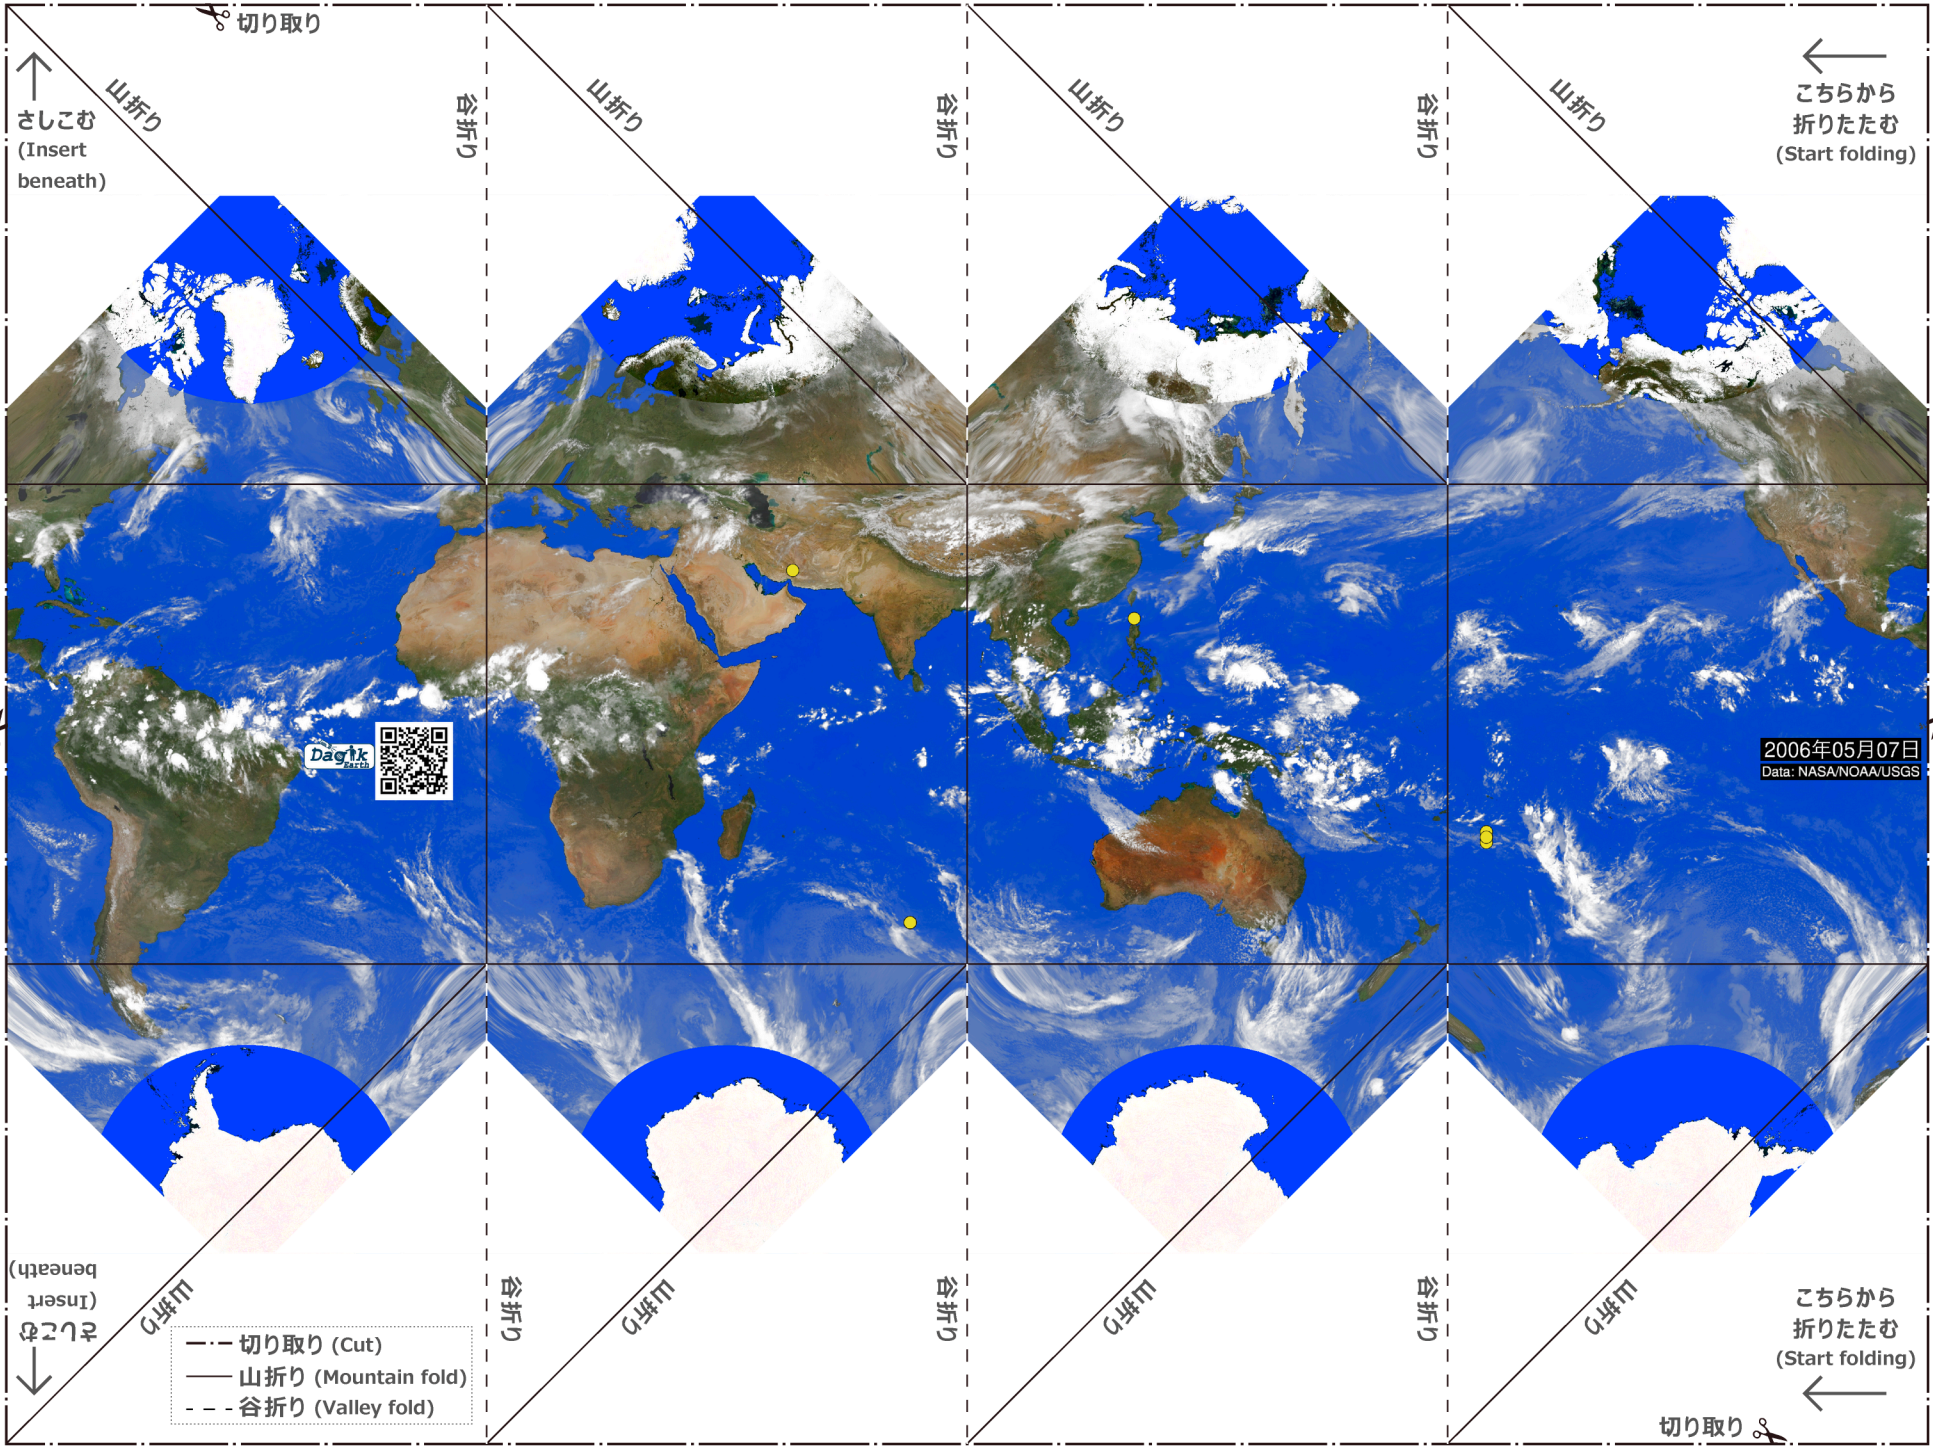 切り取り
山折り
谷折り
山折り
谷折り
山折り
谷折り
山折り
さしこむ
(Insert
beneath)
こちらから
折りたたむ
(Start folding)
Dagik
Earth
2006年05月07日
Data: NASA/NOAA/USGS
さしこむ
(Insert
beneath)
山折り
谷折り
山折り
谷折り
山折り
谷折り
山折り
こちらから
折りたたむ
(Start folding)
切り取り (Cut)
山折り (Mountain fold)
谷折り (Valley fold)
切り取り